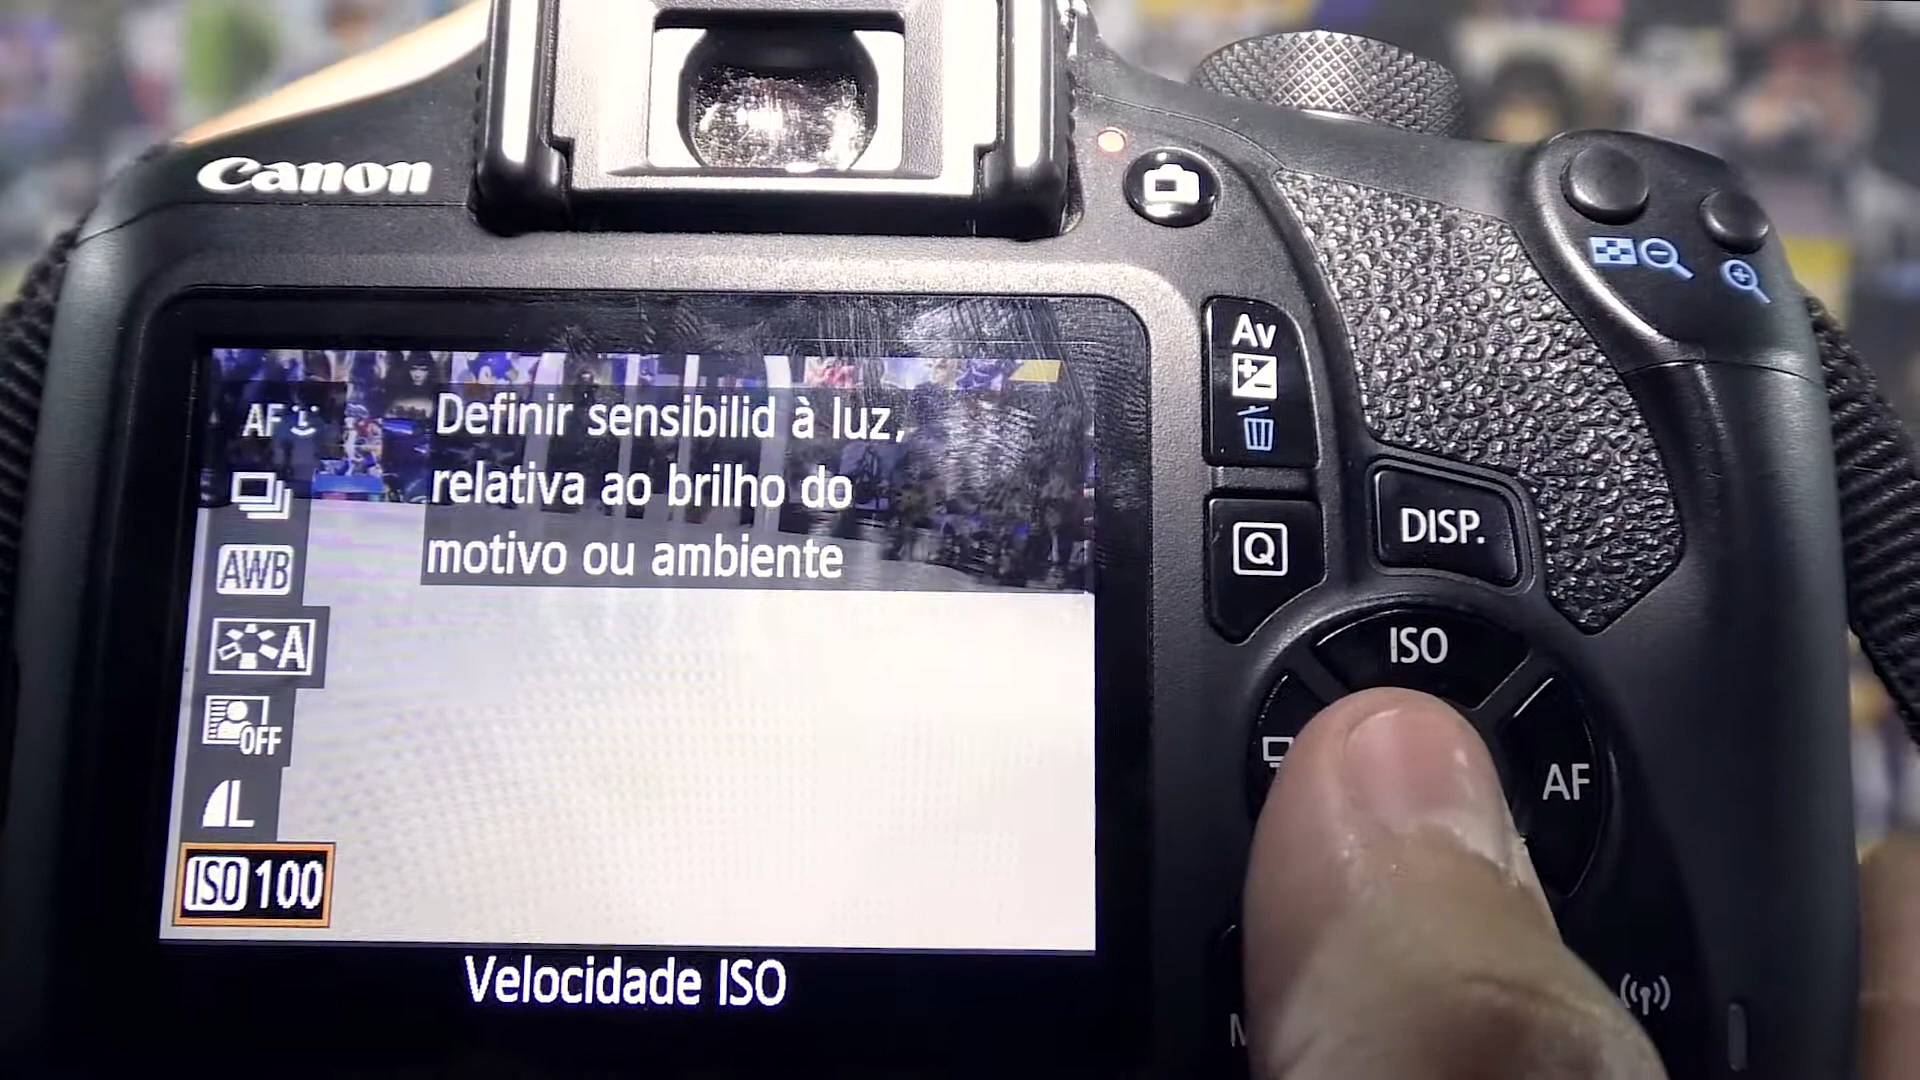 Canon
Av
Q
DISP.
ISO
AF
AF
Definir sensibilid à luz,
relativa ao brilho do
motivo ou ambiente
AWB
A
OFF
L
ISO 100
Velocidade ISO